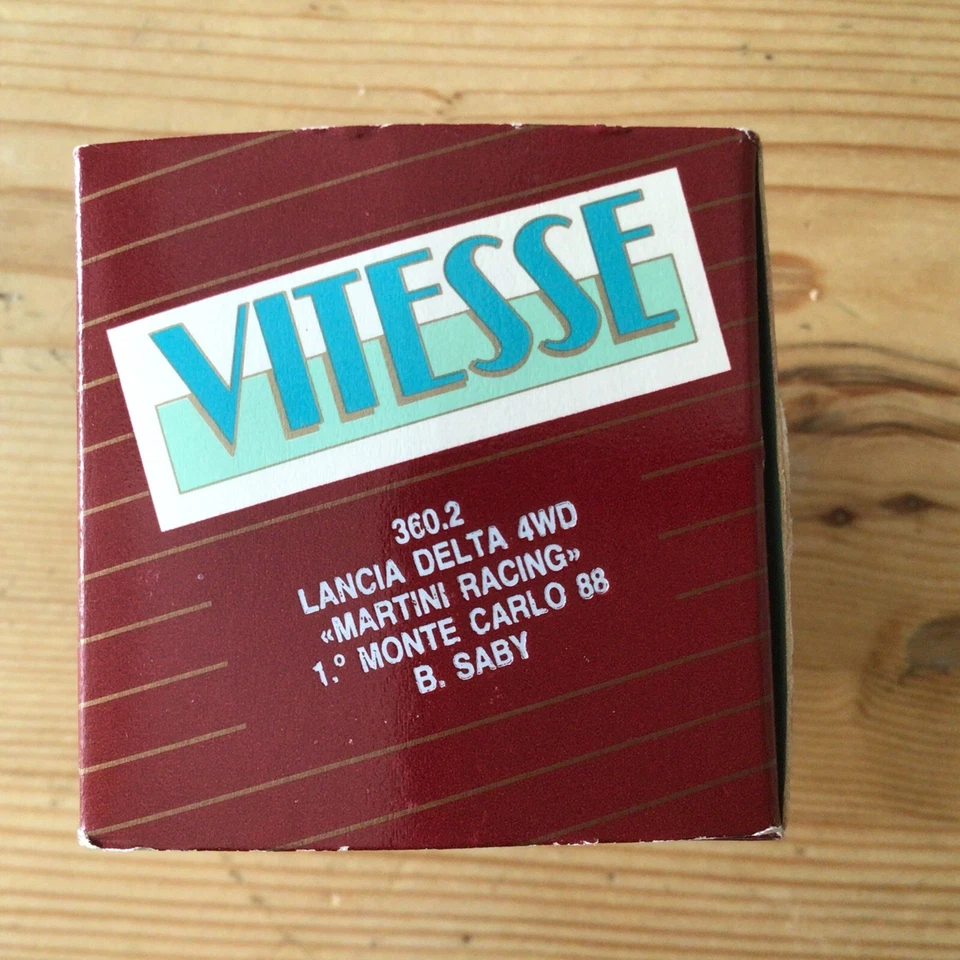 VITESSE
360.2
LANCIA DELTA 4WD
«MARTINI RACING»
1.º MONTE CARLO 88
B. SABY